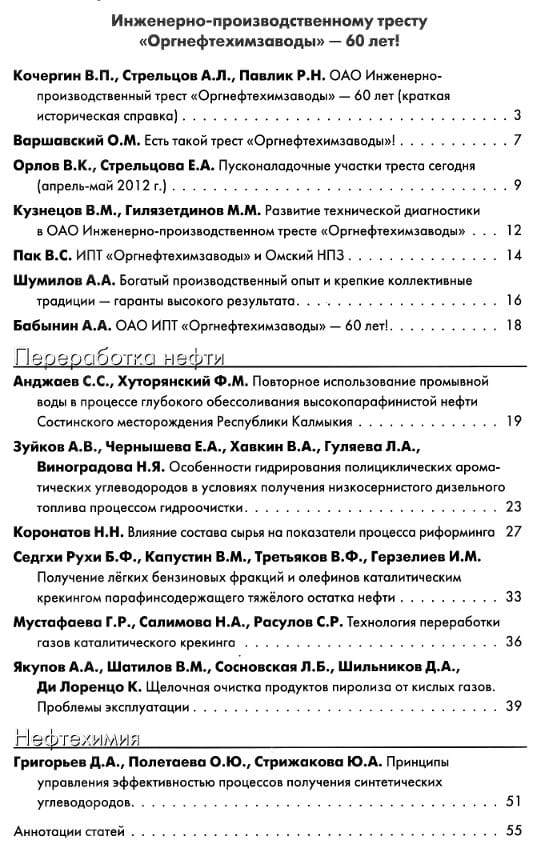 Инженерно-производственному тресту
«Оргнефтехимзаводы» — 60 лет!
Кочергин В.П., Стрельцов А.Л., Павлик Р.Н. ОАО Инженерно-
производственный трест «Оргнефтехимзаводы» — 60 лет (краткая
историческая справка) . . . . . . . . . . . . . . . . . . . . . . . . 3
Варшавский О.М. Есть такой трест «Оргнефтехимзаводы»! . . . . . . . . 7
Орлов В.К., Стрельцова Е.А. Пусконаладочные участки треста сегодня
(апрель-май 2012 г.) . . . . . . . . . . . . . . . . . . . . . . . . 9
Кузнецов В.М., Гилязетдинов М.М. Развитие технической диагностики
в ОАО Инженерно-производственном тресте «Оргнефтехимзаводы» . . . 12
Пак В.С. ИПТ «Оргнефтехимзаводы» и Омский НПЗ . . . . . . . . . . . 14
Шумилов А.А. Богатый производственный опыт и крепкие коллективные
традиции — гаранты высокого результата. . . . . . . . . . . . . . . 16
Бабынин А.А. ОАО ИПТ «Оргнефтехимзаводы» — 60 лет!. . . . . . . . . 18
Переработка нефти
Анджаев С.С., Хуторянский Ф.М. Повторное использование промывной
воды в процессе глубокого обессоливания высокопарафинистой нефти
Состинского месторождения Республики Калмыкия . . . . . . . . . . . 19
Зуйков А.В., Чернышева Е.А., Хавкин В.А., Гуляева Л.А.,
Виноградова Н.Я. Особенности гидрирования полициклических арома-
тических углеводородов в условиях получения низкосернистого дизельного
топлива процессом гидроочистки. . . . . . . . . . . . . . . . . . . 23
Коронатов Н.Н. Влияние состава сырья на показатели процесса риформинга 27
Седгхи Рухи Б.Ф., Капустин В.М., Третьяков В.Ф., Герзелиев И.М.
Получение лёгких бензиновых фракций и олефинов каталитическим
крекингом парафинсодержащего тяжёлого остатка нефти . . . . . . . . 33
Мустафаева Г.Р., Салимова Н.А., Расулов С.Р. Технология переработки
газов каталитического крекинга . . . . . . . . . . . . . . . . . . . 36
Якупов А.А., Шатилов В.М., Сосновская Л.Б., Шильников Д.А.,
Ди Лоренцо К. Щелочная очистка продуктов пиролиза от кислых газов.
Проблемы эксплуатации . . . . . . . . . . . . . . . . . . . . . . . 39
Нефтехимия
Григорьев Д.А., Полетаева О.Ю., Стрижакова Ю.А. Принципы
управления эффективностью процессов получения синтетических
углеводородов. . . . . . . . . . . . . . . . . . . . . . . . . . . . 51
Аннотации статей . . . . . . . . . . . . . . . . . . . . . . . . . . 55